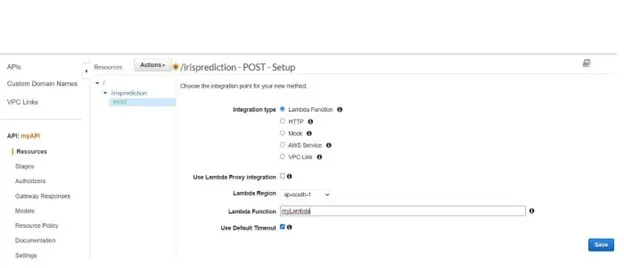 APIs
Custom Domain Names
VPC Links
API: myAPI
Resources
Stages
Authorizers
Gateway Responses
Models
Resource Policy
Documentation
Settings
Resources
Actions
/
/irisprediction
POST
/irisprediction - POST - Setup
Choose the integration point for your new method.
Integration type Lambda Function
HTTP
Mock
AWS Service
VPC Link
Use Lambda Proxy integration
Lambda Region ap-south-1
Lambda Function myLambda
Use Default Timeout
Save